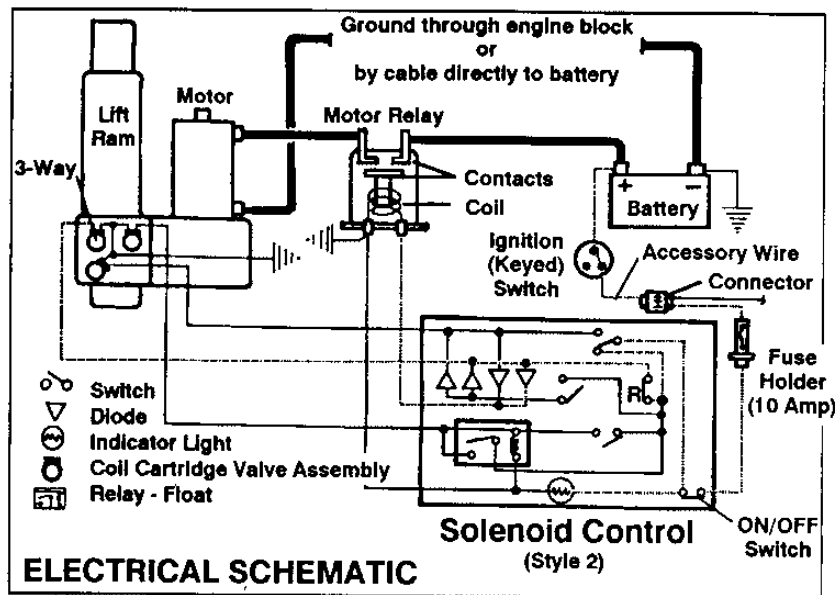 Ground through engine block
or
by cable directly to battery
Motor
Lift
Ram
Motor Relay
3-Way
Contacts
Coil
+
−
Battery
Ignition
(Keyed)
Switch
Accessory Wire
Connector
Fuse
Holder
(10 Amp)
R
Switch
Diode
Indicator Light
Coil Cartridge Valve Assembly
Relay - Float
Solenoid Control
(Style 2)
ON/OFF
Switch
ELECTRICAL SCHEMATIC